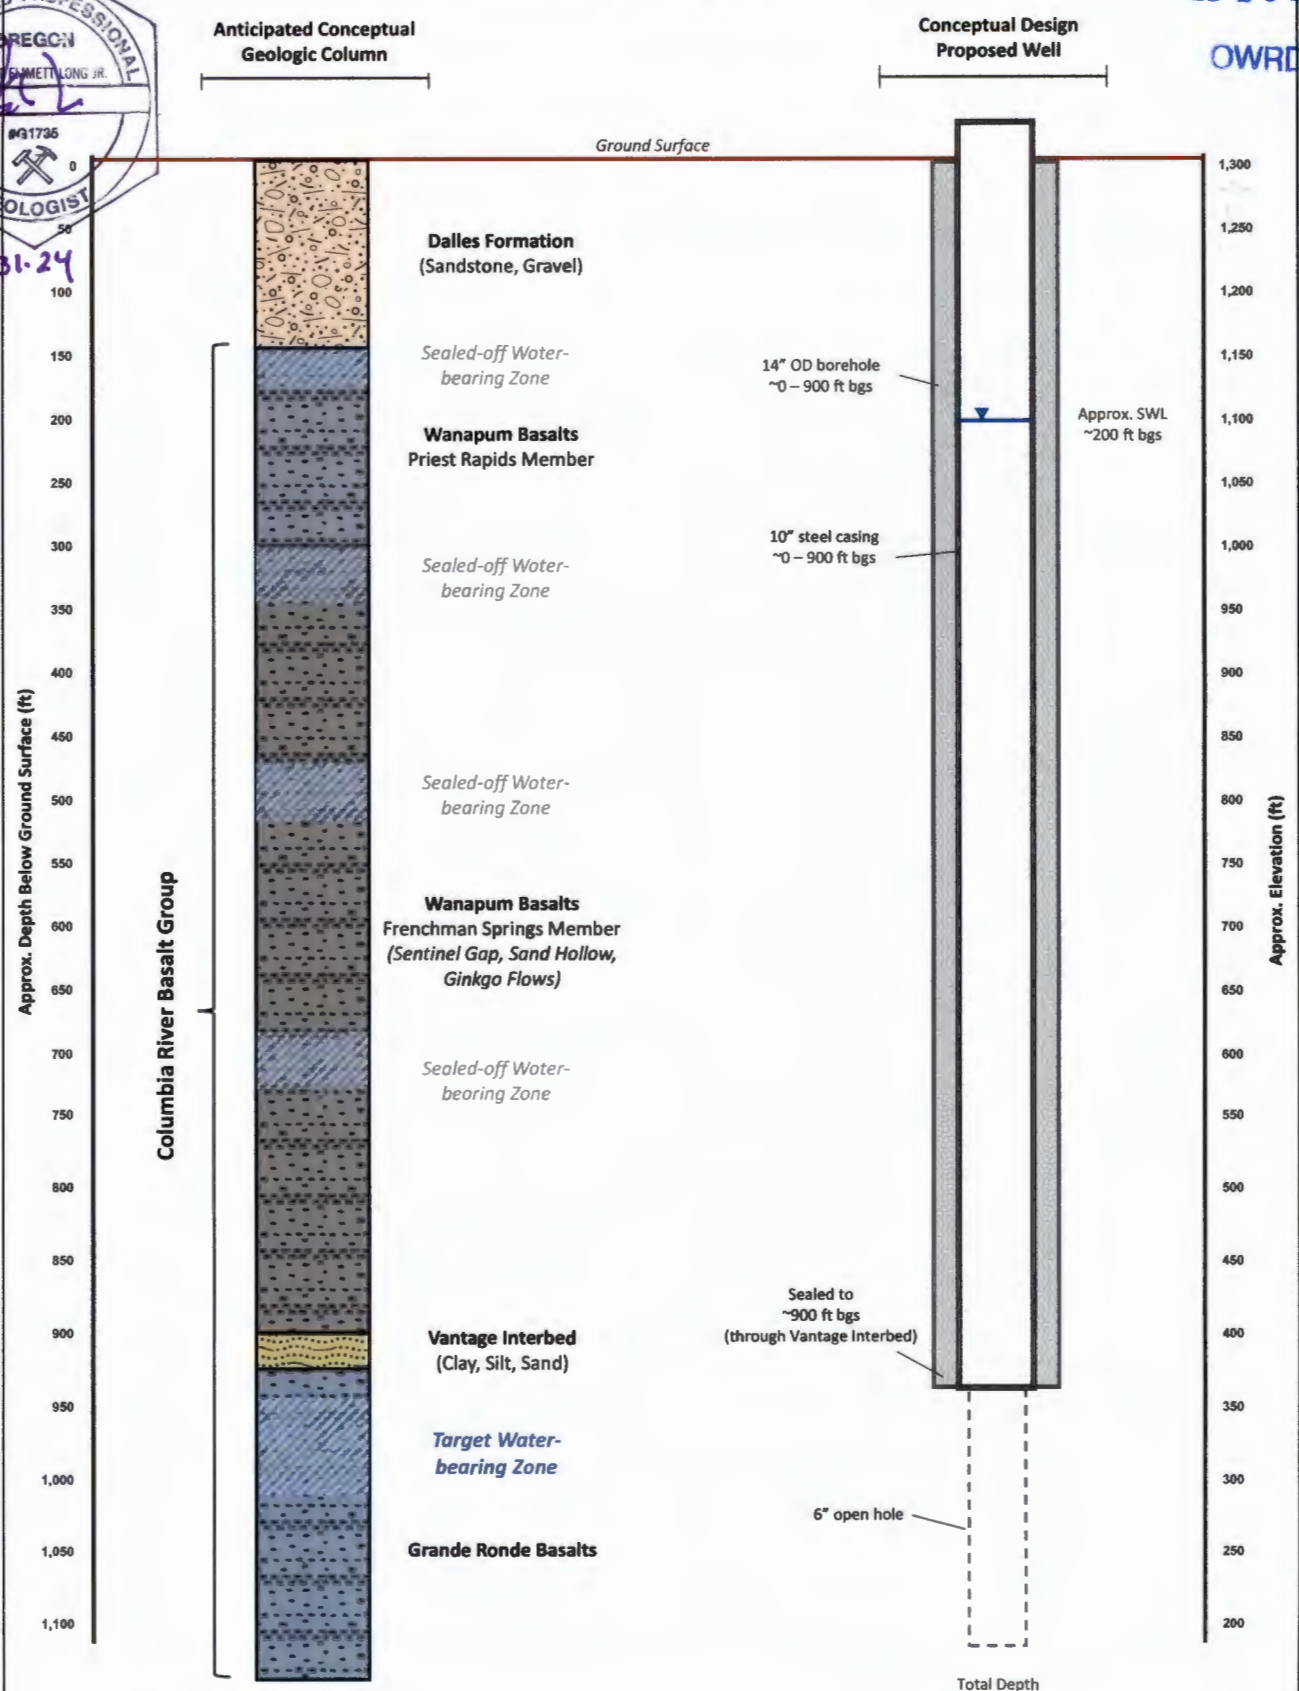 OREGON
EMMETT LONG JR.
#G1735
31.24
OWRD
Anticipated Conceptual
Geologic Column
Conceptual Design
Proposed Well
Ground Surface
0
50
100
150
200
250
300
350
400
450
500
550
600
650
700
750
800
850
900
950
1,000
1,050
1,100
Approx. Depth Below Ground Surface (ft)
Columbia River Basalt Group
Dalles Formation
(Sandstone, Gravel)
Sealed-off Water-
bearing Zone
Wanapum Basalts
Priest Rapids Member
Sealed-off Water-
bearing Zone
Sealed-off Water-
bearing Zone
Wanapum Basalts
Frenchman Springs Member
(Sentinel Gap, Sand Hollow,
Ginkgo Flows)
Sealed-off Water-
bearing Zone
Vantage Interbed
(Clay, Silt, Sand)
Target Water-
bearing Zone
Grande Ronde Basalts
14" OD borehole
~0 – 900 ft bgs
10" steel casing
~0 – 900 ft bgs
Sealed to
~900 ft bgs
(through Vantage Interbed)
6" open hole
Total Depth
Approx. SWL
~200 ft bgs
1,300
1,250
1,200
1,150
1,100
1,050
1,000
950
900
850
800
750
700
650
600
550
500
450
400
350
300
250
200
Approx. Elevation (ft)